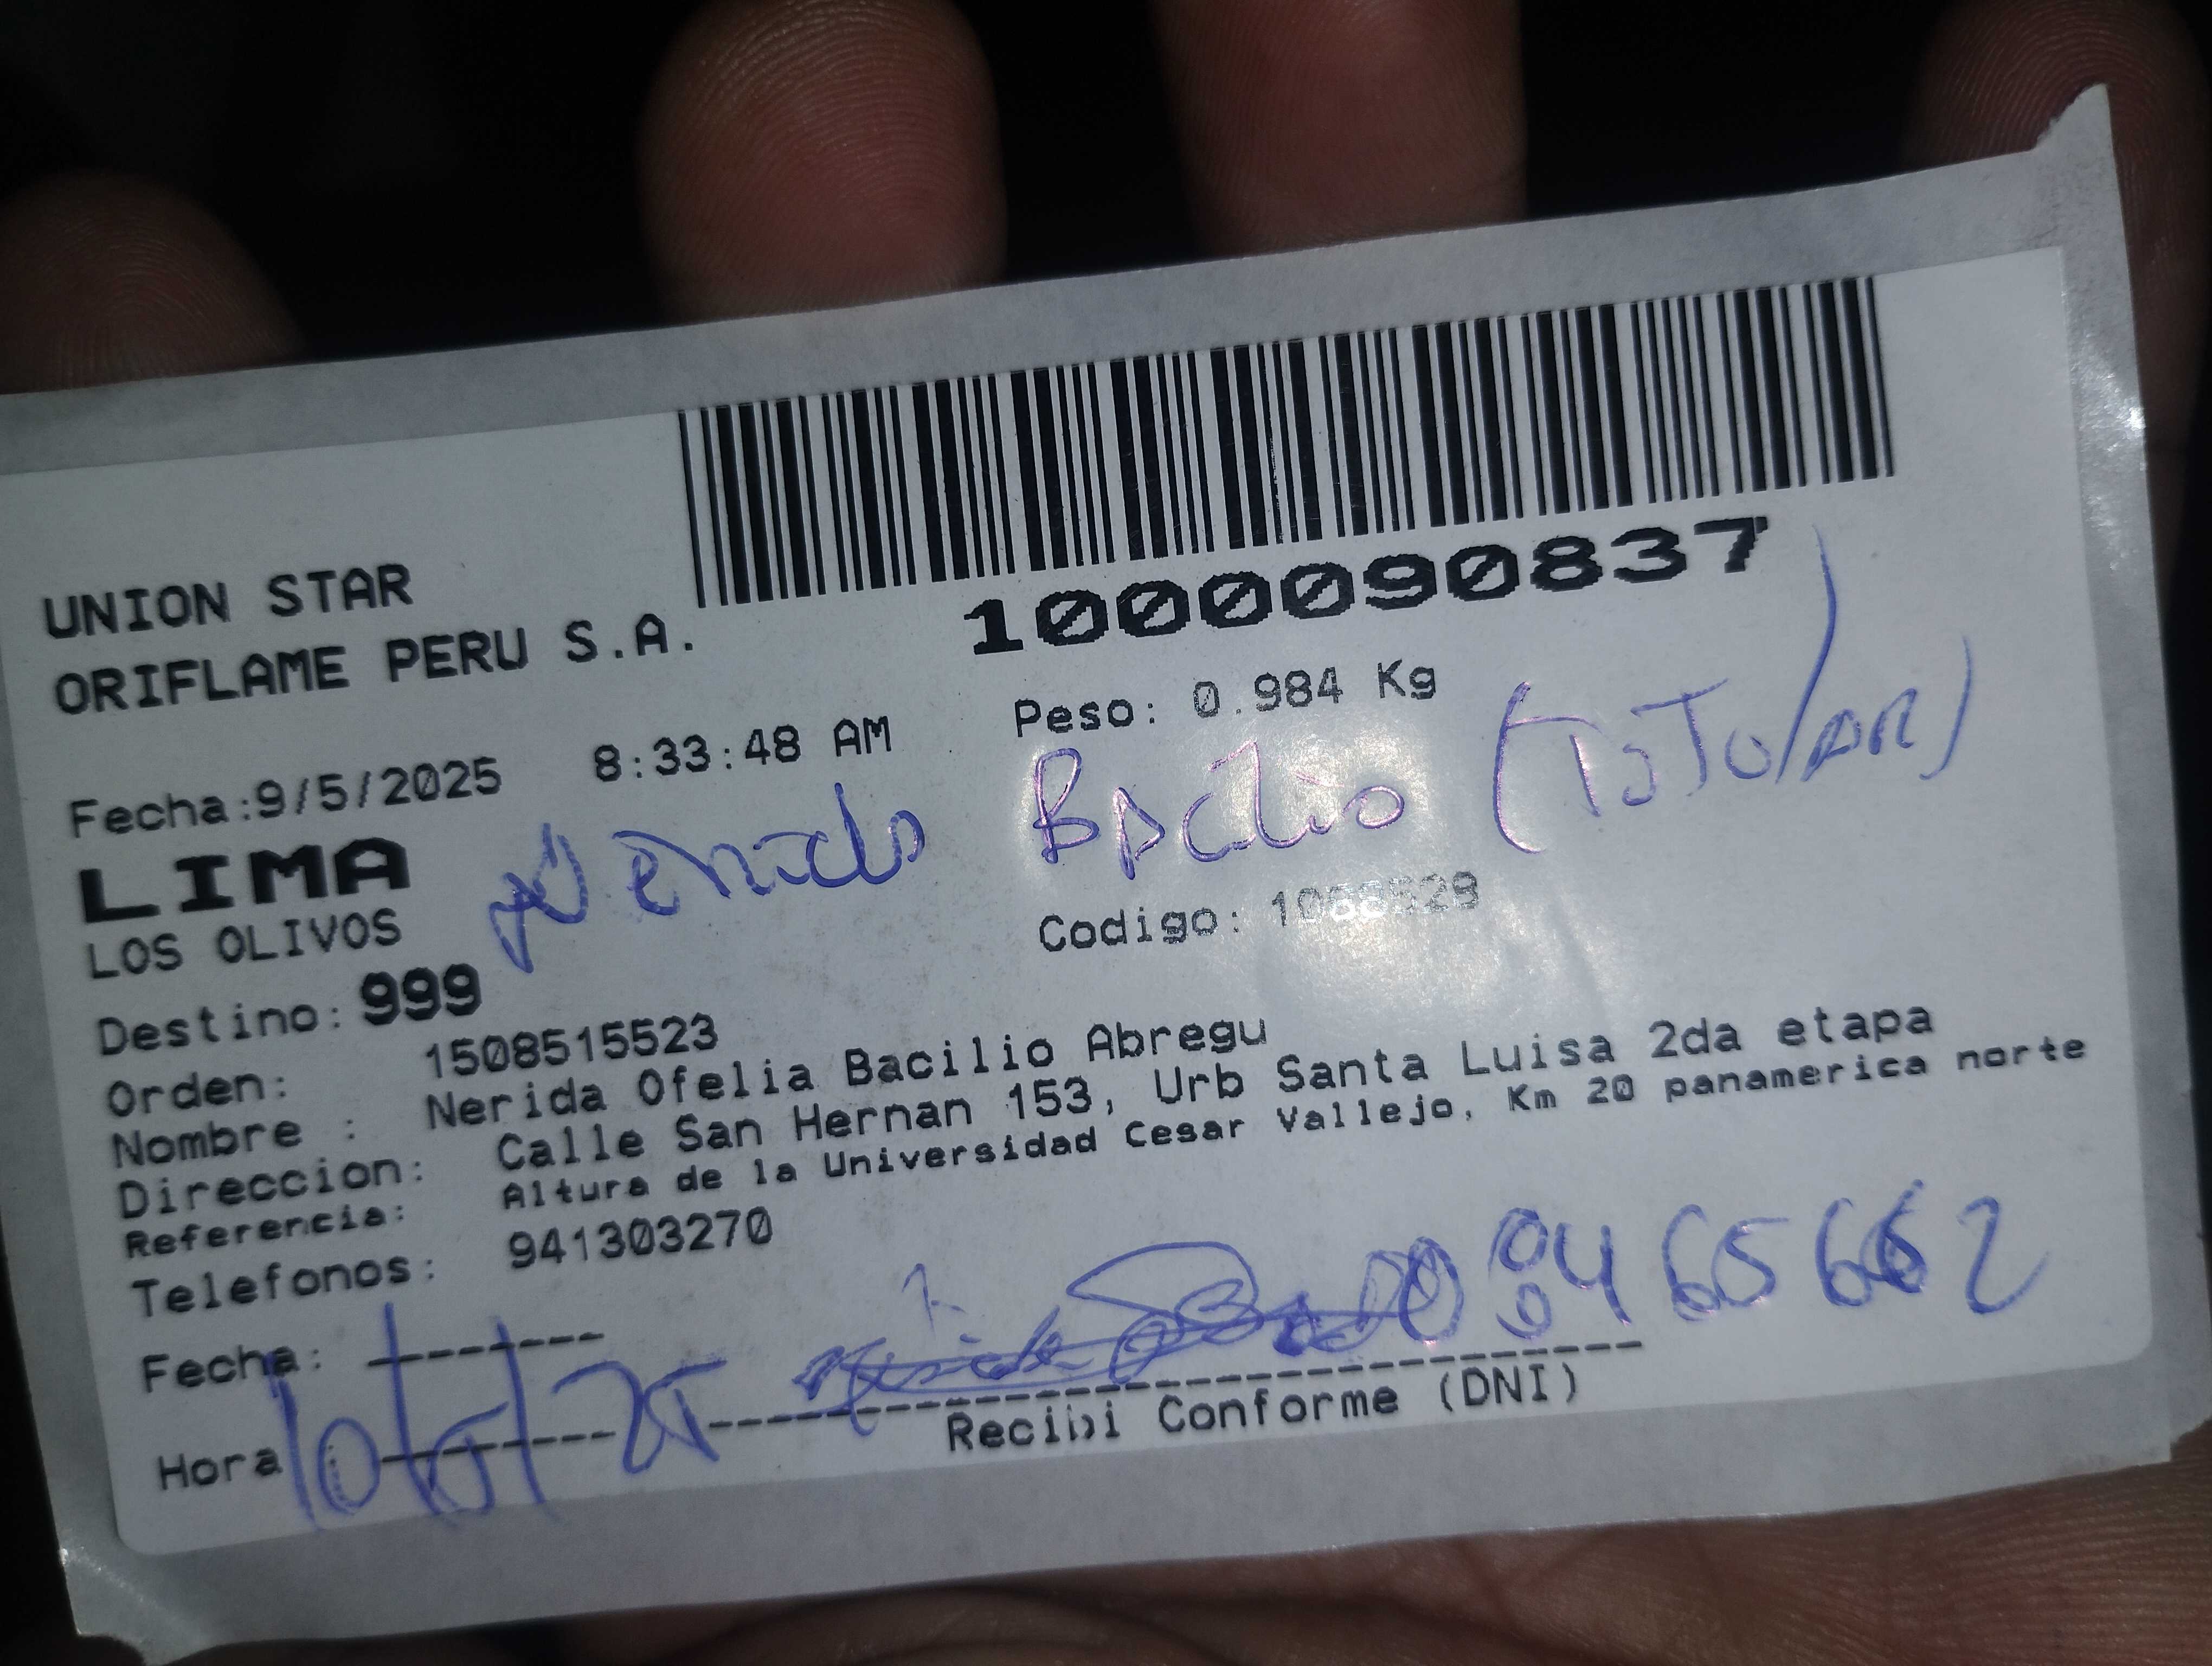 1000090837
UNION STAR
ORIFLAME PERU S.A.
Peso: 0.984 Kg
Fecha:9/5/2025 8:33:48 AM
Bacilio (TiTulAR)
LIMA
LOS OLIVOS
Codigo:
Destino: 999
Orden: 1508515523
Nombre : Nerida Ofelia Bacilio Abregu
Direccion: Calle San Hernan 153, Urb Santa Luisa 2da etapa
Referencia: Altura de la Universidad Cesar Vallejo, Km 20 panamerica norte
Telefonos: 941303270
Fecha:
Hora
10/5/25
Recibi Conforme (DNI)